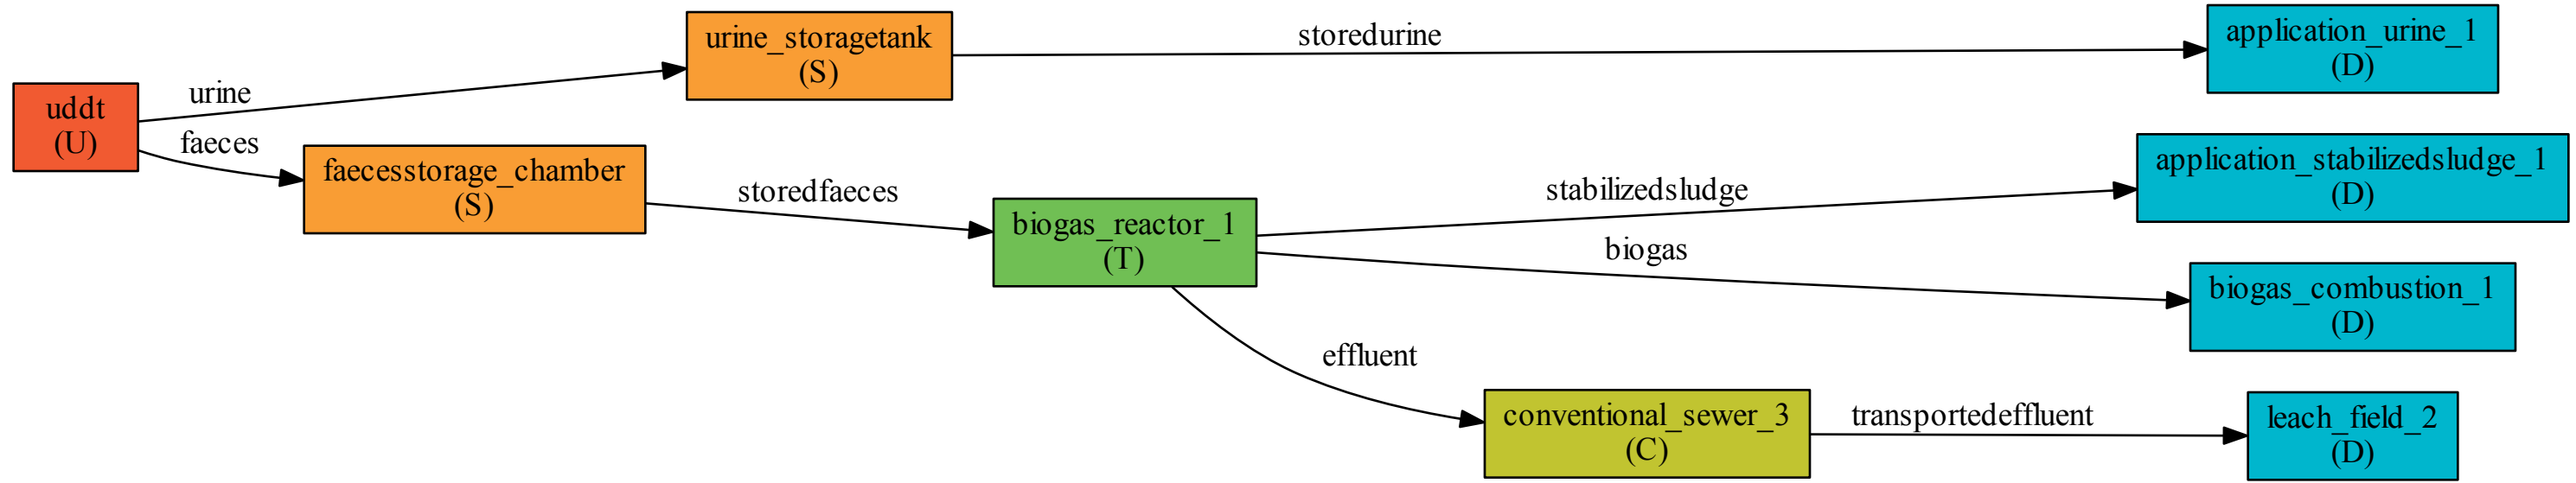 uddt
(U)
urine
faeces
urine_storagetank
(S)
storedurine
application_urine_1
(D)
faecesstorage_chamber
(S)
storedfaeces
biogas_reactor_1
(T)
stabilizedsludge
application_stabilizedsludge_1
(D)
biogas
biogas_combustion_1
(D)
effluent
conventional_sewer_3
(C)
transportedeffluent
leach_field_2
(D)